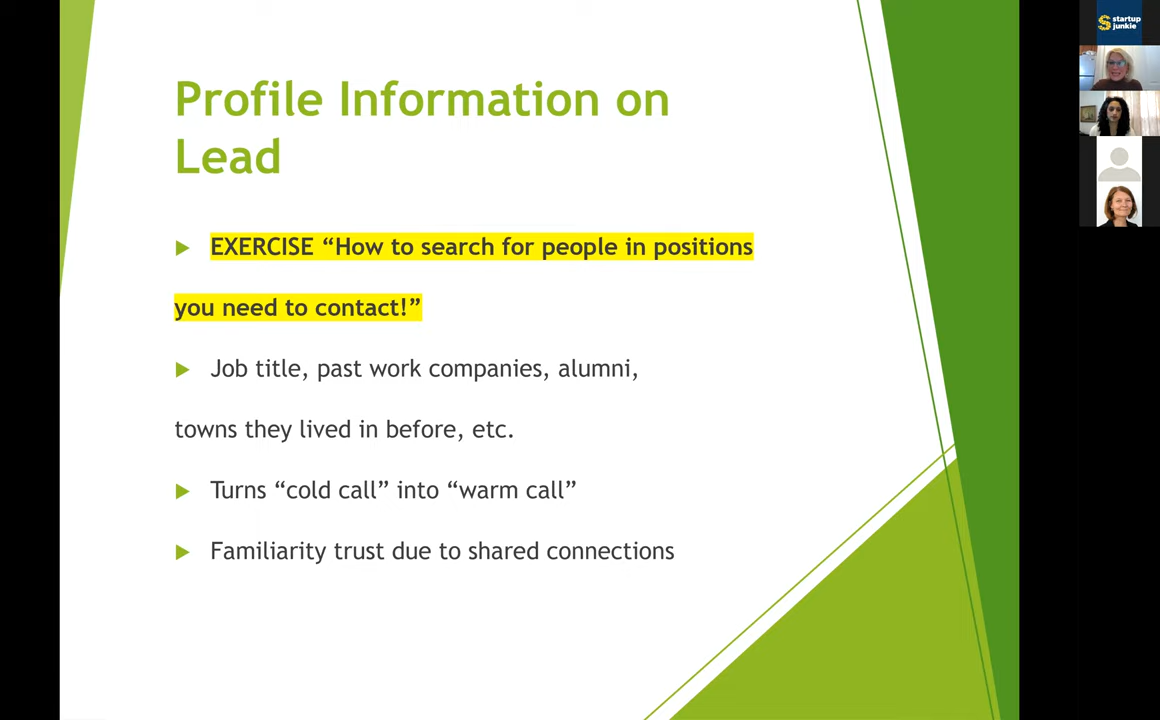 startup
junkie
Profile Information on
Lead
EXERCISE “How to search for people in positions
you need to contact!”
Job title, past work companies, alumni,
towns they lived in before, etc.
Turns “cold call” into “warm call”
Familiarity trust due to shared connections